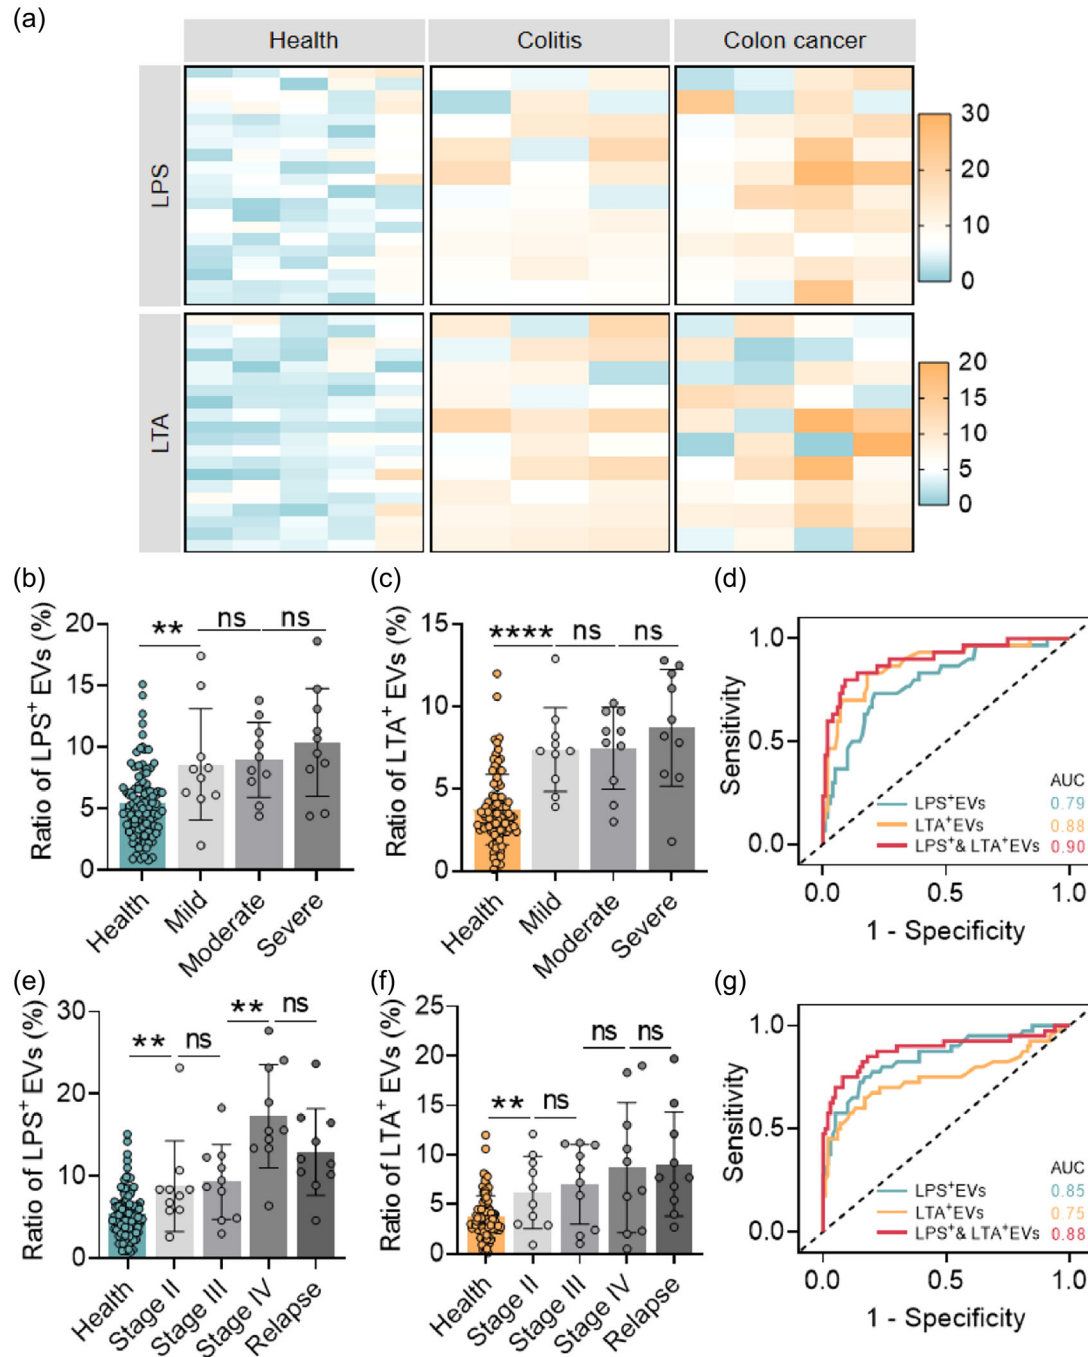 (a)
Health Colitis Colon cancer
LPS
30
20
10
0
LTA
20
15
10
5
0
(b)
Ratio of LPS⁺ EVs (%)
20
15
10
5
0
** ns ns
Health Mild Moderate Severe
(c)
Ratio of LTA⁺ EVs (%)
15
10
5
0
**** ns ns
Health Mild Moderate Severe
(d)
Sensitivity
1.0
0.5
0.0
AUC
LPS⁺EVs 0.79
LTA⁺EVs 0.88
LPS⁺& LTA⁺EVs 0.90
0.0 0.5 1.0
1 - Specificity
(e)
Ratio of LPS⁺ EVs (%)
30
20
10
0
** ns ** ns
Health Stage II Stage III Stage IV Relapse
(f)
Ratio of LTA⁺ EVs (%)
25
20
15
10
5
0
** ns ns ns
Health Stage II Stage III Stage IV Relapse
(g)
Sensitivity
1.0
0.5
0.0
AUC
LPS⁺EVs 0.85
LTA⁺EVs 0.75
LPS⁺& LTA⁺EVs 0.88
0.0 0.5 1.0
1 - Specificity